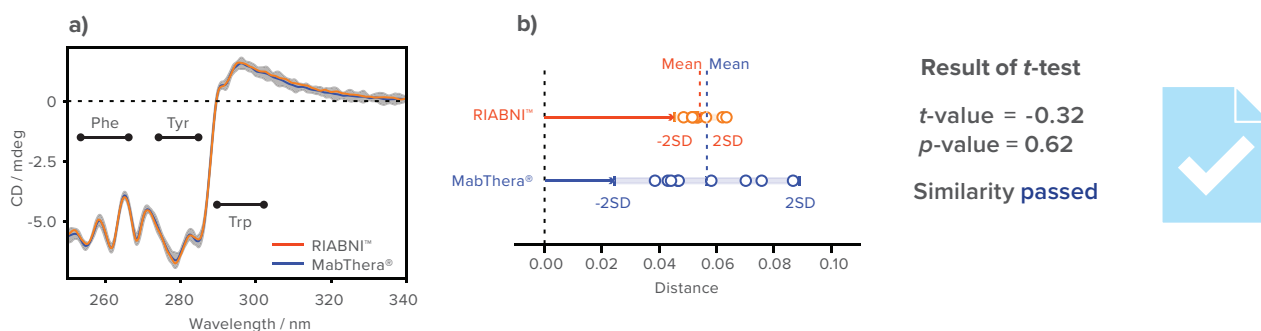 a)
CD / mdeg
0
-2.5
-5.0
Phe
Tyr
Trp
RIABNI™
MabThera®
260
280
300
320
340
Wavelength / nm
b)
Mean Mean
RIABNI™
-2SD 2SD
MabThera®
-2SD 2SD
0.00 0.02 0.04 0.06 0.08 0.10
Distance
Result of t-test
t-value = -0.32
p-value = 0.62
Similarity passed